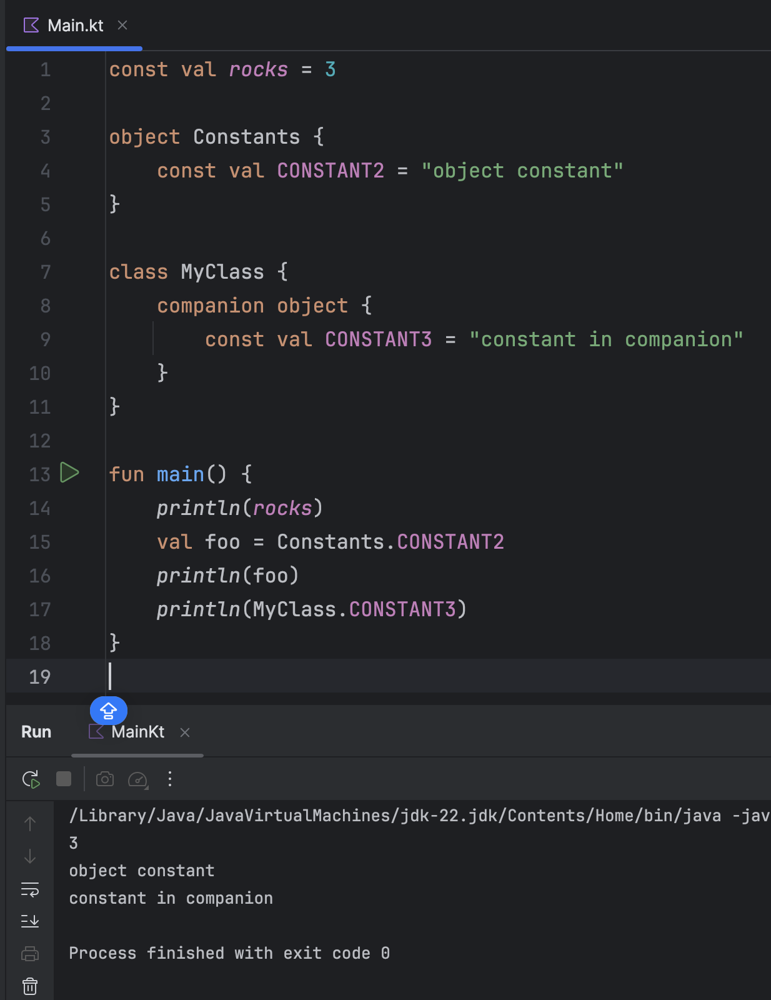 Main.kt
1 const val rocks = 3
2
3 object Constants {
4     const val CONSTANT2 = "object constant"
5 }
6
7 class MyClass {
8     companion object {
9         const val CONSTANT3 = "constant in companion"
10     }
11 }
12
13 fun main() {
14     println(rocks)
15     val foo = Constants.CONSTANT2
16     println(foo)
17     println(MyClass.CONSTANT3)
18 }
19
Run MainKt
/Library/Java/JavaVirtualMachines/jdk-22.jdk/Contents/Home/bin/java -jav
3
object constant
constant in companion
Process finished with exit code 0